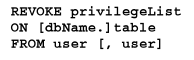 REVOKE privilegeList
ON [dbName.]table
FROM user [, user]